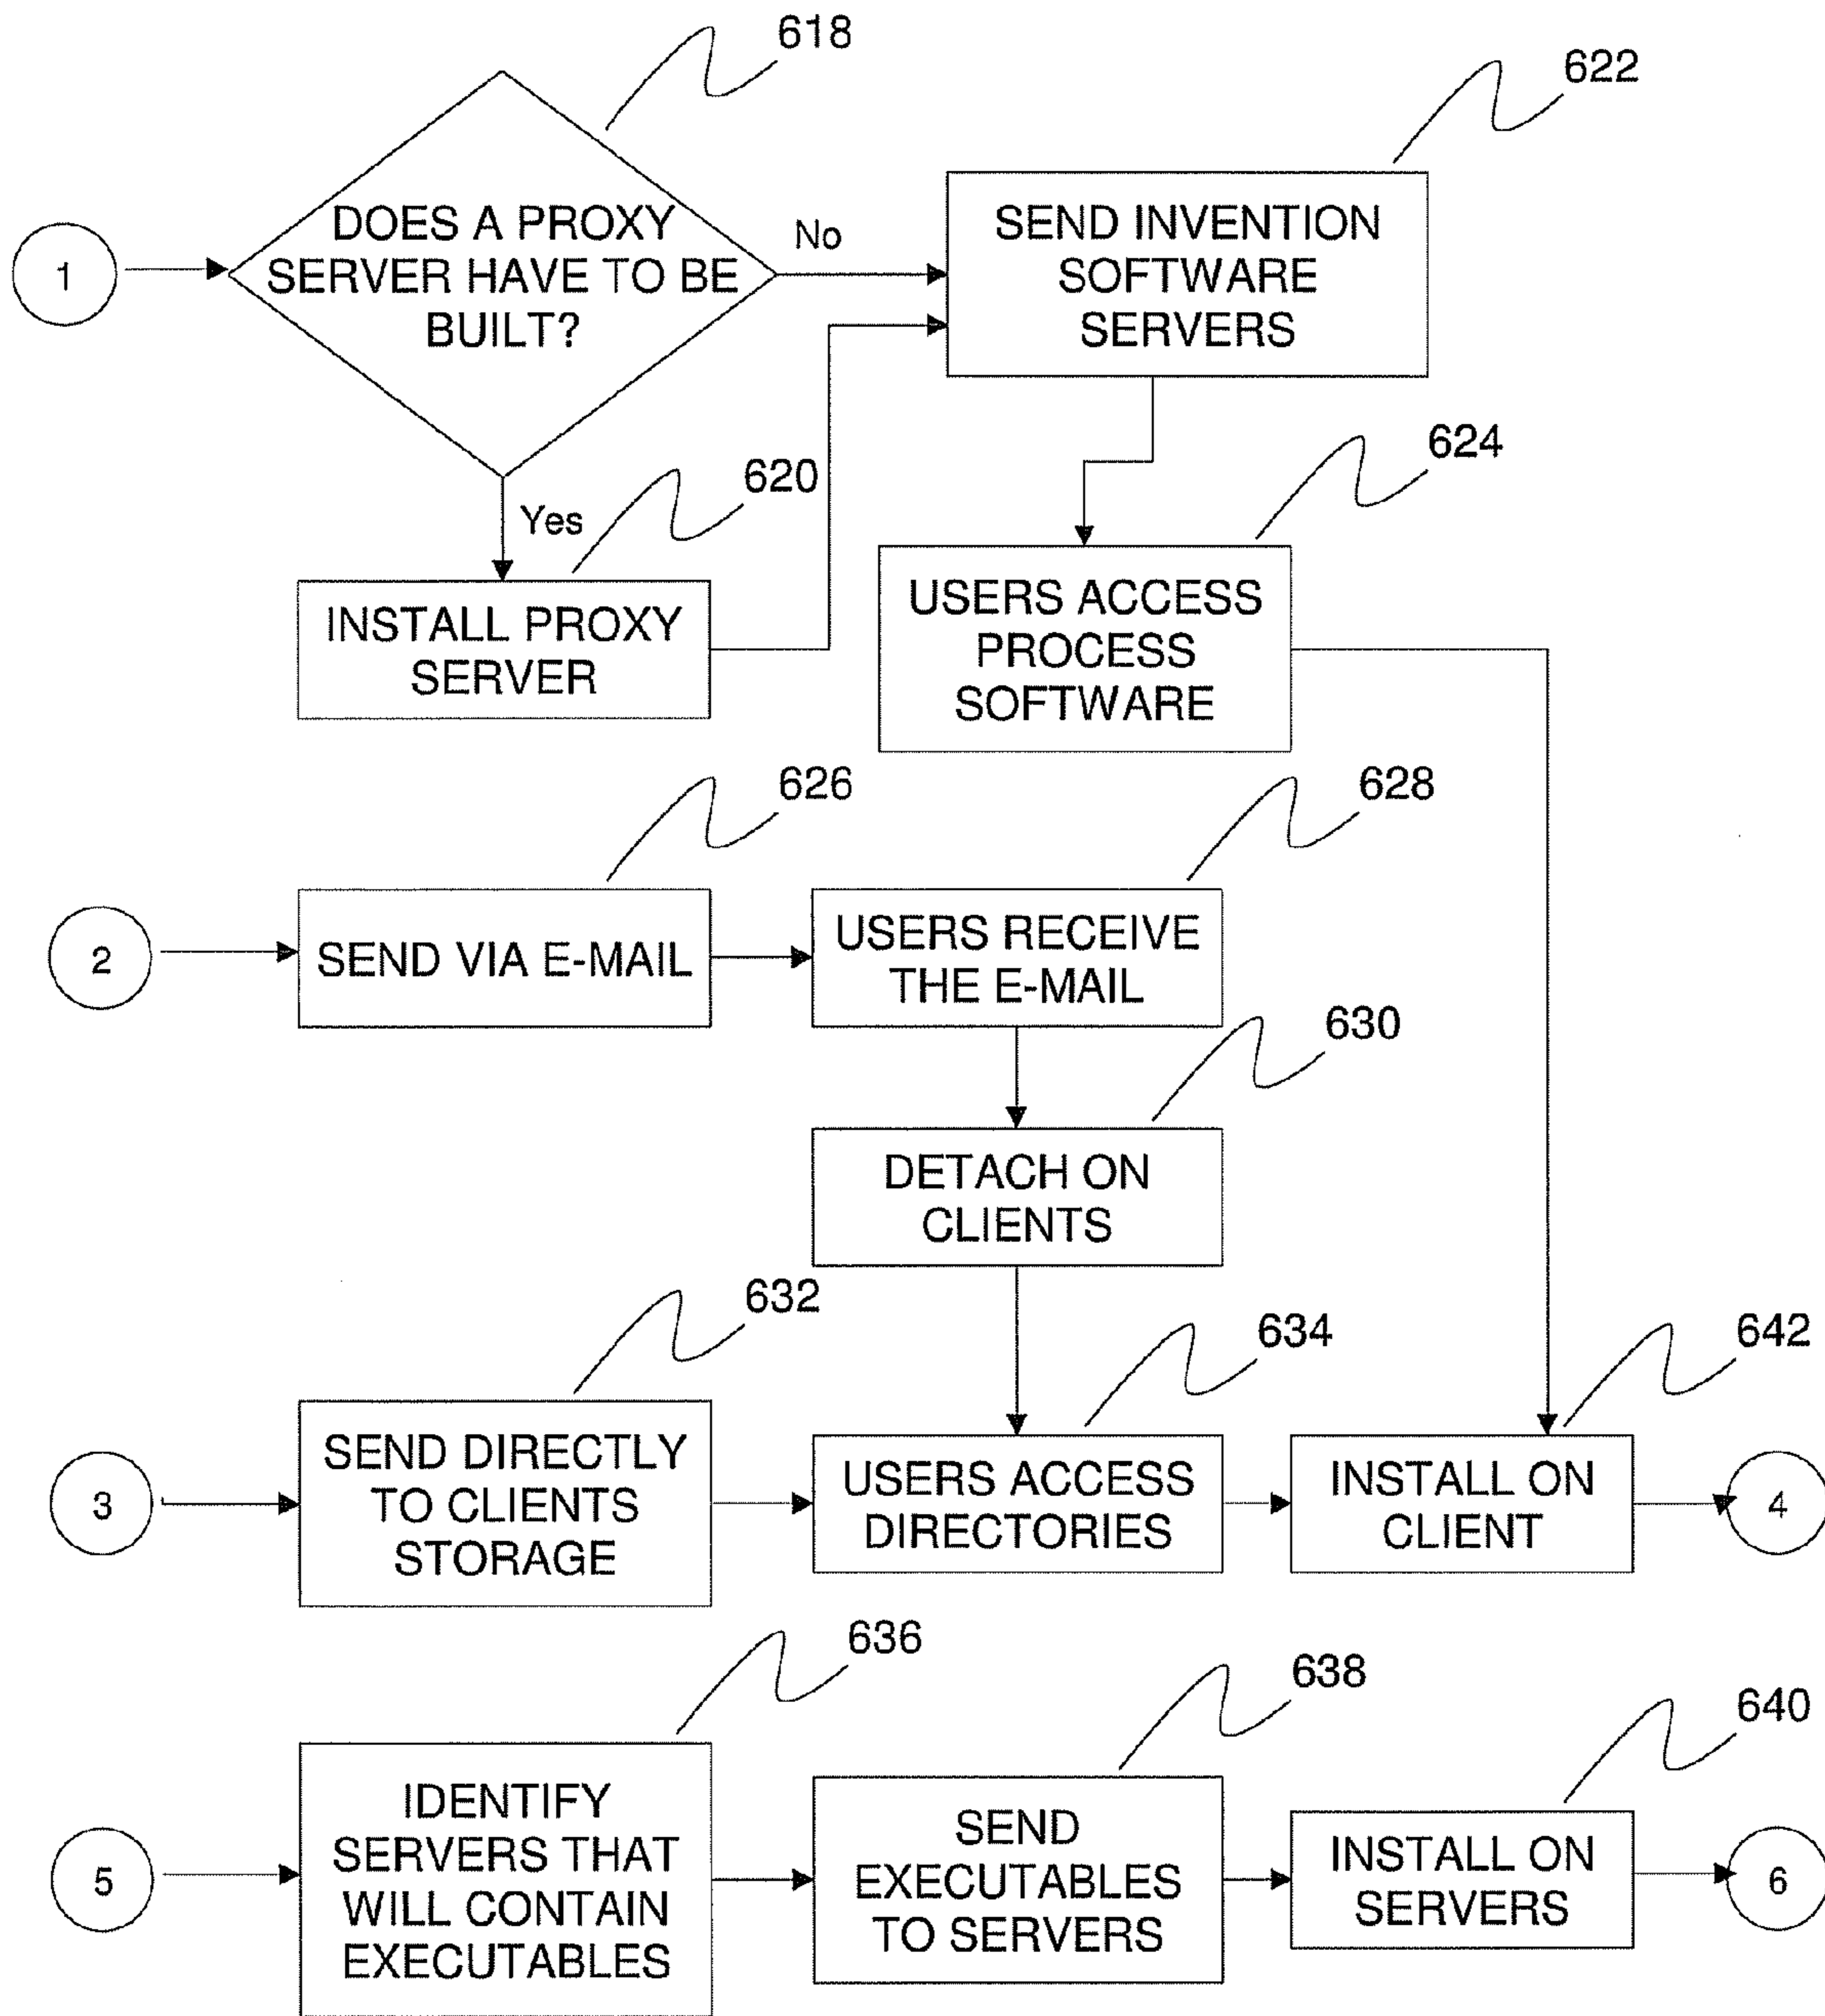 618
622
1
DOES A PROXY
SERVER HAVE TO BE
BUILT?
No
SEND INVENTION
SOFTWARE
SERVERS
624
620
Yes
INSTALL PROXY
SERVER
USERS ACCESS
PROCESS
SOFTWARE
626
628
2
SEND VIA E-MAIL
USERS RECEIVE
THE E-MAIL
630
DETACH ON
CLIENTS
632
634
642
3
SEND DIRECTLY
TO CLIENTS
STORAGE
USERS ACCESS
DIRECTORIES
INSTALL ON
CLIENT
4
636
638
640
5
IDENTIFY
SERVERS THAT
WILL CONTAIN
EXECUTABLES
SEND
EXECUTABLES
TO SERVERS
INSTALL ON
SERVERS
6